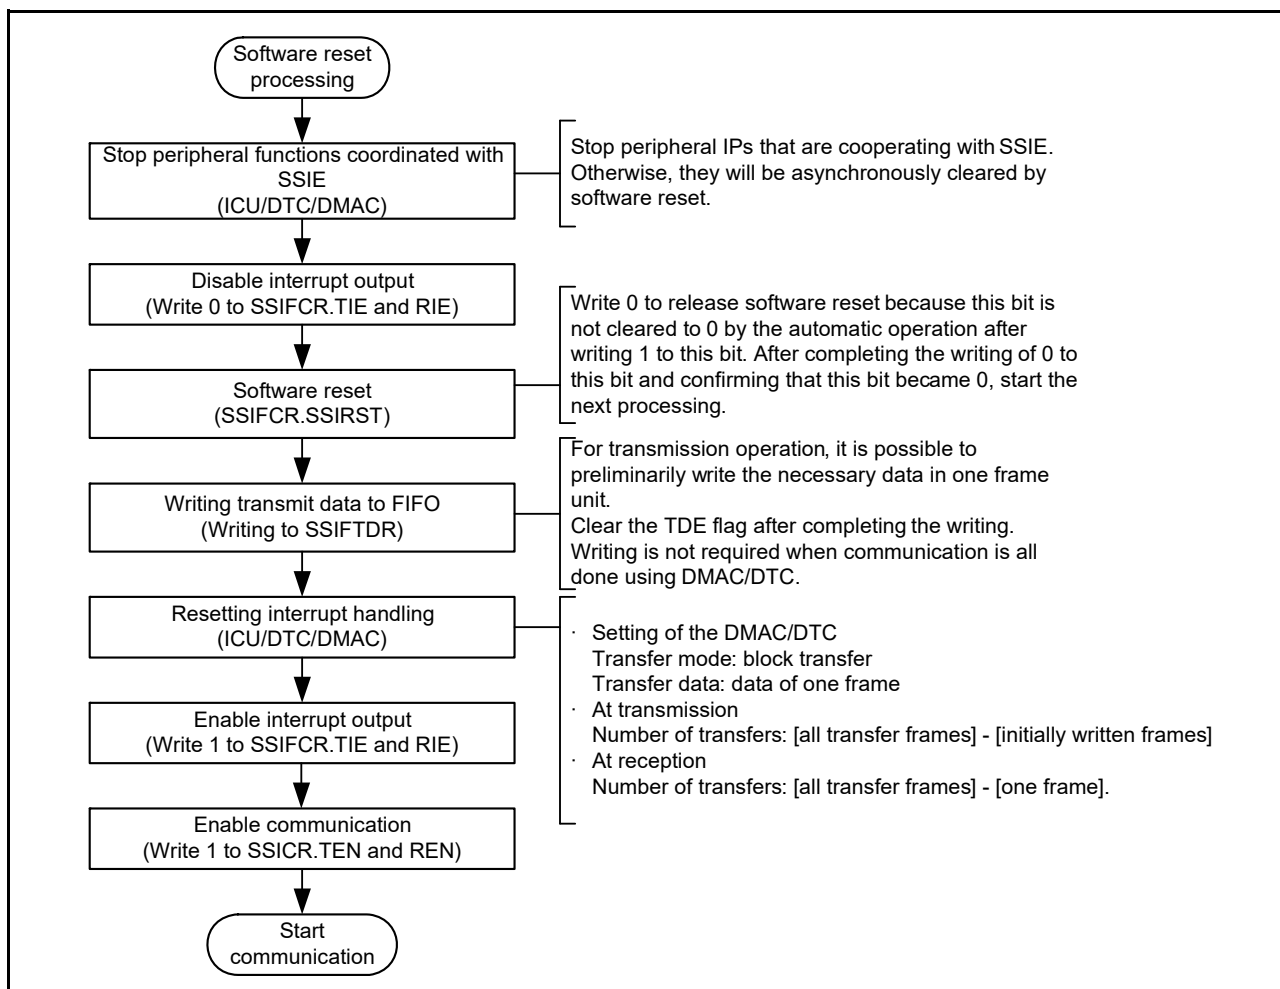 Software reset
processing
Stop peripheral functions coordinated with
SSIE
(ICU/DTC/DMAC)
Stop peripheral IPs that are cooperating with SSIE.
Otherwise, they will be asynchronously cleared by
software reset.
Disable interrupt output
(Write 0 to SSIFCR.TIE and RIE)
Software reset
(SSIFCR.SSIRST)
Write 0 to release software reset because this bit is
not cleared to 0 by the automatic operation after
writing 1 to this bit. After completing the writing of 0 to
this bit and confirming that this bit became 0, start the
next processing.
Writing transmit data to FIFO
(Writing to SSIFTDR)
For transmission operation, it is possible to
preliminarily write the necessary data in one frame
unit.
Clear the TDE flag after completing the writing.
Writing is not required when communication is all
done using DMAC/DTC.
Resetting interrupt handling
(ICU/DTC/DMAC)
· Setting of the DMAC/DTC
Transfer mode: block transfer
Transfer data: data of one frame
· At transmission
Number of transfers: [all transfer frames] - [initially written frames]
· At reception
Number of transfers: [all transfer frames] - [one frame].
Enable interrupt output
(Write 1 to SSIFCR.TIE and RIE)
Enable communication
(Write 1 to SSICR.TEN and REN)
Start
communication